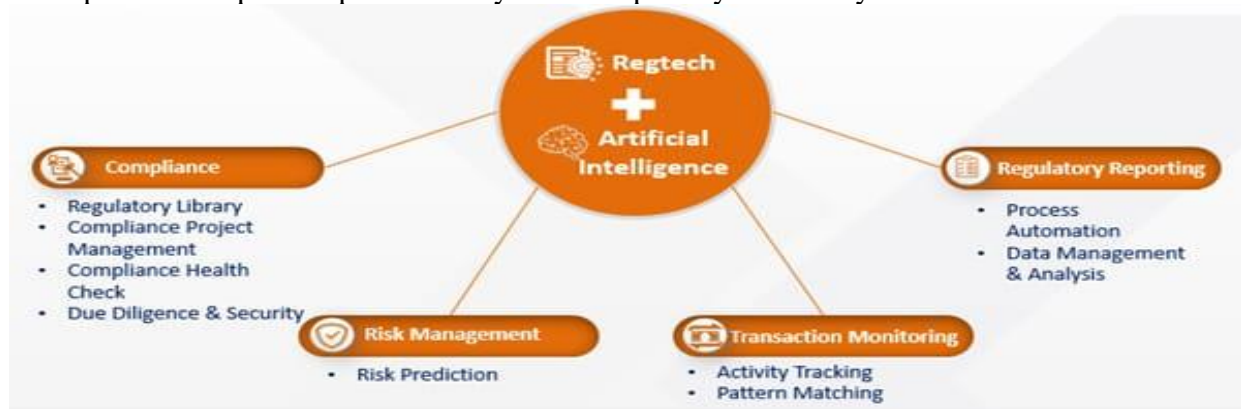 Regtech
Artificial
Intelligence
Compliance
• Regulatory Library
• Compliance Project
Management
• Compliance Health
Check
• Due Diligence & Security
Risk Management
• Risk Prediction
Transaction Monitoring
• Activity Tracking
• Pattern Matching
Regulatory Reporting
• Process
Automation
• Data Management
& Analysis